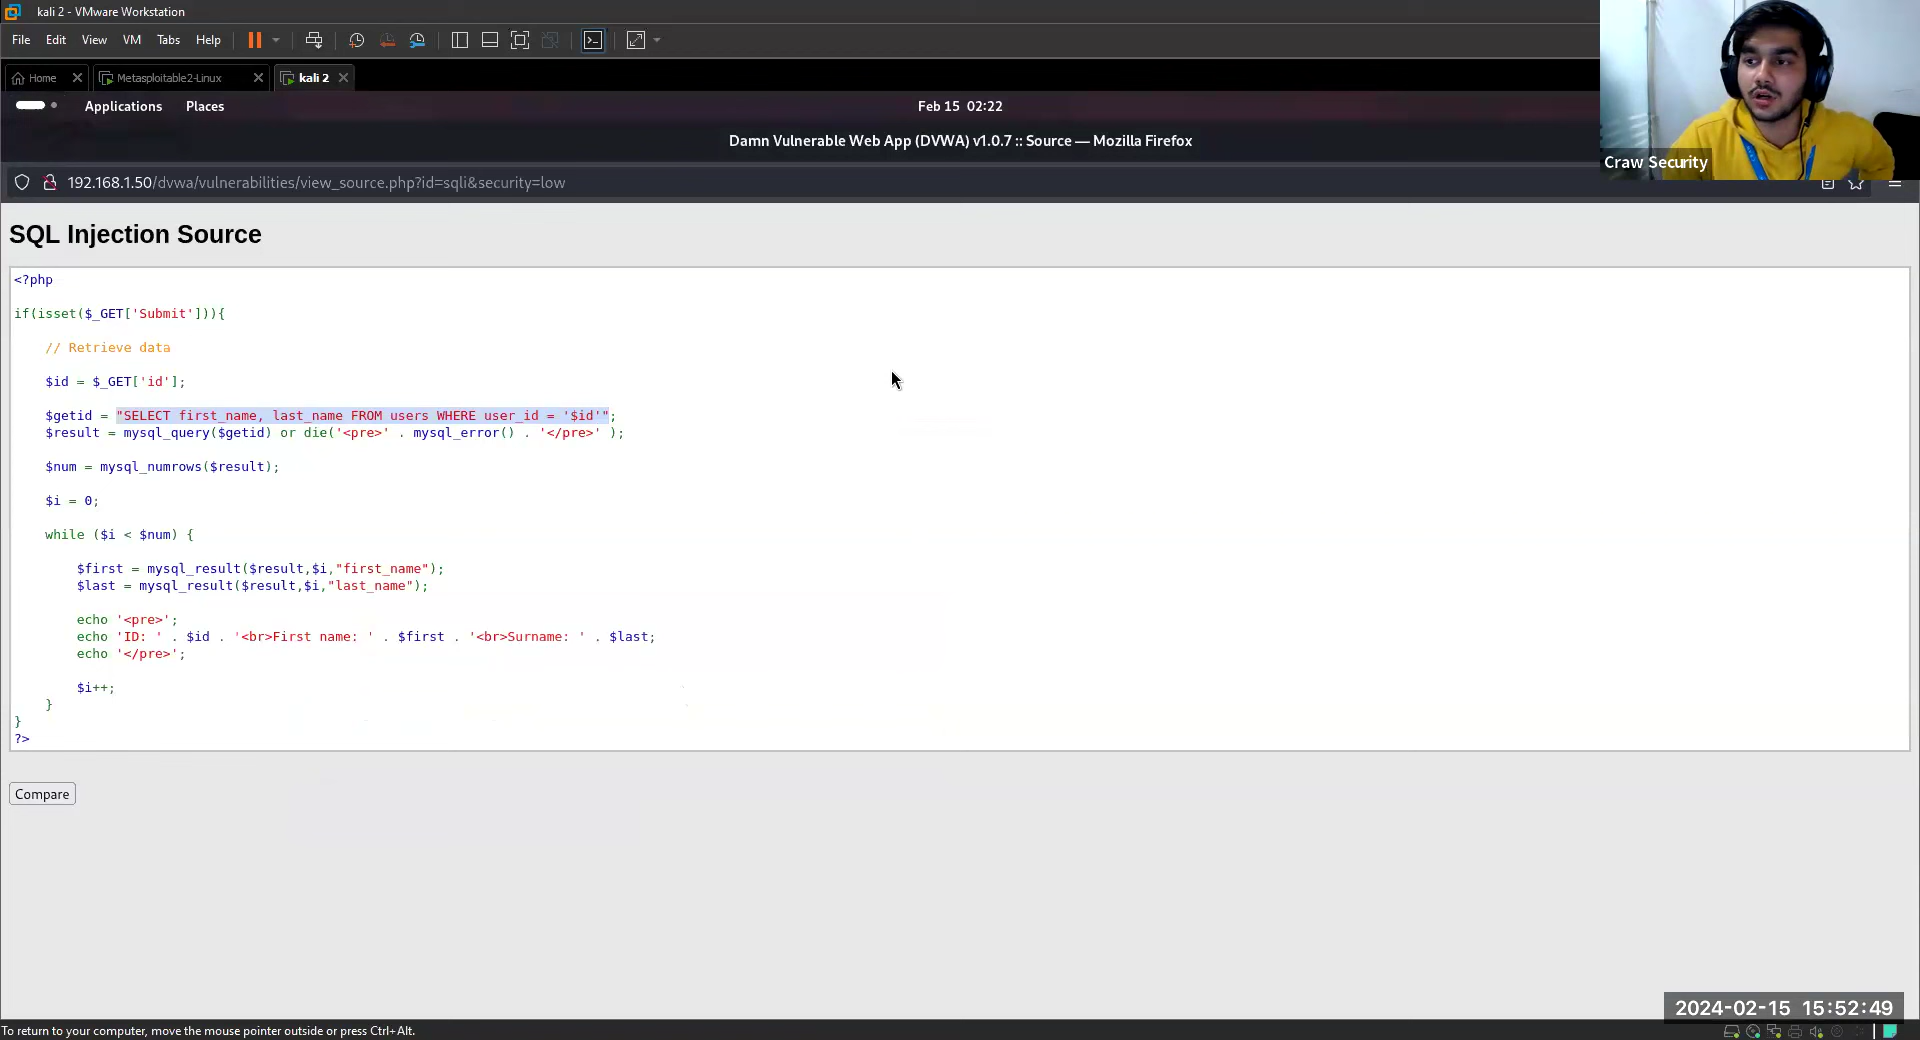 kali 2 - VMware Workstation
File Edit View VM Tabs Help
Home Metasploitable2-Linux kali 2
Applications Places Feb 15 02:22
Damn Vulnerable Web App (DVWA) v1.0.7 :: Source — Mozilla Firefox
Craw Security
192.168.1.50/dvwa/vulnerabilities/view_source.php?id=sqli&security=low
SQL Injection Source
<?php
if(isset($_GET['Submit'])){
// Retrieve data
$id = $_GET['id'];
$getid = "SELECT first_name, last_name FROM users WHERE user_id = '$id'";
$result = mysql_query($getid) or die('<pre>' . mysql_error() . '</pre>' );
$num = mysql_numrows($result);
$i = 0;
while ($i < $num) {
$first = mysql_result($result,$i,"first_name");
$last = mysql_result($result,$i,"last_name");
echo '<pre>';
echo 'ID: ' . $id . '<br>First name: ' . $first . '<br>Surname: ' . $last;
echo '</pre>';
$i++;
}
}
?>
Compare
2024-02-15 15:52:49
To return to your computer, move the mouse pointer outside or press Ctrl+Alt.